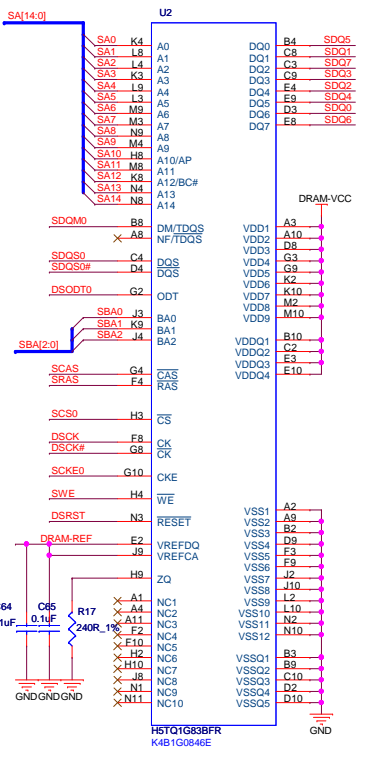 SA[14:0]
U2
SA0 K4 A0 DQ0 B4 SDQ5
SA1 L8 A1 DQ1 C8 SDQ1
SA2 L4 A2 DQ2 C3 SDQ7
SA3 K3 A3 DQ3 C9 SDQ3
SA4 L9 A4 DQ4 E4 SDQ2
SA5 L3 A5 DQ5 E9 SDQ4
SA6 M9 A6 DQ6 D3 SDQ0
SA7 M3 A7 DQ7 E8 SDQ6
SA8 N9 A8
SA9 M4 A9
SA10 H8 A10/AP
SA11 M8 A11
SA12 K8 A12/BC#
SA13 N4 A13
SA14 N8 A14
DRAM-VCC
SDQM0 B8 DM/TDQS VDD1 A3
A8 NF/TDQS VDD2 A10
VDD3 D8
SDQS0 C4 DQS VDD4 G3
SDQS0# D4 DQS VDD5 G9
VDD6 K2
DSODT0 G2 ODT VDD7 K10
VDD8 M2
VDD9 M10
SBA0 J3 BA0
SBA1 K9 BA1
SBA2 J4 BA2
SBA[2:0]
VDDQ1 B10
VDDQ2 C2
VDDQ3 E3
VDDQ4 E10
SCAS G4 CAS
SRAS F4 RAS
SCS0 H3 CS
DSCK F8 CK
DSCK# G8 CK
SCKE0 G10 CKE
SWE H4 WE
DSRST N3 RESET
DRAM-REF E2 VREFDQ
J9 VREFCA
H9 ZQ
VSS1 A2
VSS2 A9
VSS3 B2
VSS4 D9
VSS5 F3
VSS6 F9
VSS7 J2
VSS8 J10
VSS9 L2
VSS10 L10
VSS11 N2
VSS12 N10
VSSQ1 B3
VSSQ2 B9
VSSQ3 C10
VSSQ4 D2
VSSQ5 D10
GND
C65
0.1uF
R17
240R_1%
64
1uF
GND GND GND
A1 NC1
A4 NC2
A11 NC3
F2 NC4
F10 NC5
H2 NC6
H10 NC7
J8 NC8
N1 NC9
N11 NC10
H5TQ1G83BFR
K4B1G0846E